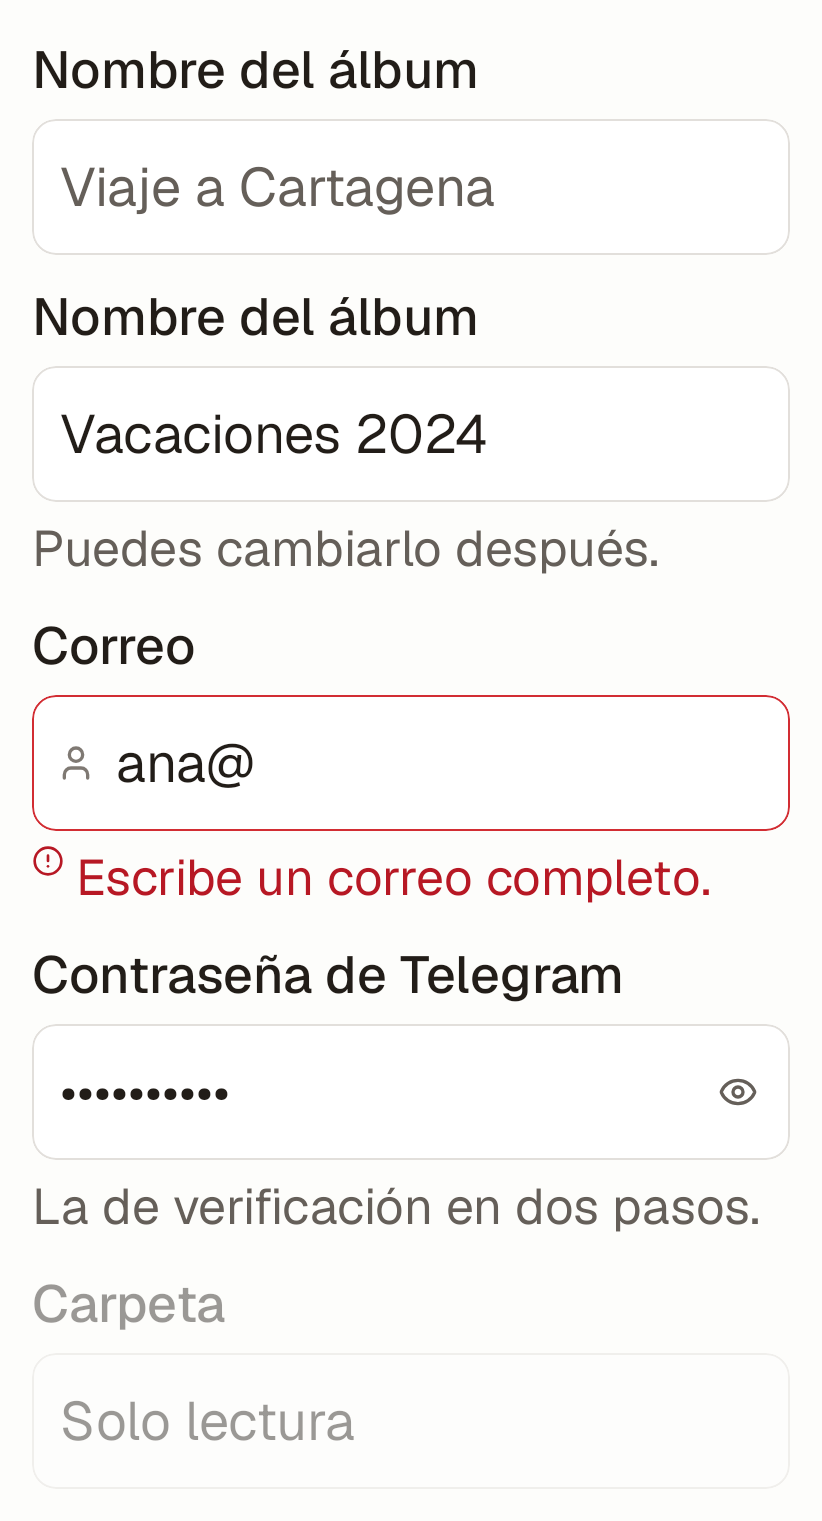 Nombre del álbum
Viaje a Cartagena
Nombre del álbum
Vacaciones 2024
Puedes cambiarlo después.
Correo
ana@
Escribe un correo completo.
Contraseña de Telegram
••••••••••
La de verificación en dos pasos.
Carpeta
Solo lectura